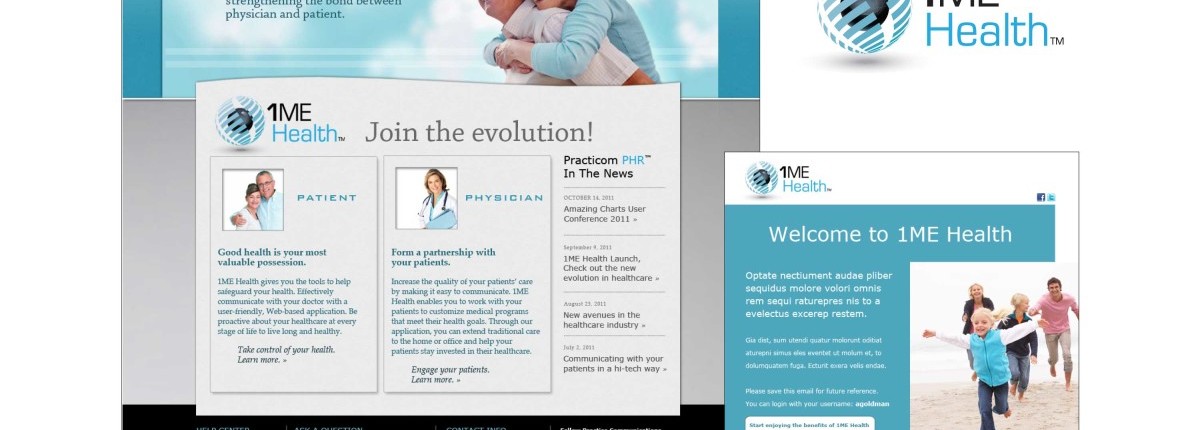 strengthening the bond between
physician and patient.
1ME
Health™
1ME
Health™
Join the evolution!
PATIENT
Good health is your most
valuable possession.
1ME Health gives you the tools to help
safeguard your health. Effectively
communicate with your doctor with a
user-friendly, Web-based application. Be
proactive about your healthcare at every
stage of life to live long and healthy.
Take control of your health.
Learn more. »
PHYSICIAN
Form a partnership with
your patients.
Increase the quality of your patients' care
by making it easy to communicate. 1ME
Health enables you to work with your
patients to customize medical programs
that meet their health goals. Through our
application, you can extend traditional care
to the home or office and help your
patients stay invested in their healthcare.
Engage your patients.
Learn more. »
Practicom PHR™
In The News
OCTOBER 14, 2011
Amazing Charts User
Conference 2011 »
September 9, 2011
1ME Health Launch,
Check out the new
evolution in healthcare »
August 23, 2011
New avenues in the
healthcare industry »
July 2, 2011
Communicating with your
patients in a hi-tech way »
HELP CENTER
ASK A QUESTION
CONTACT INFO
Follow Practice Communications
1ME
Health™
Welcome to 1ME Health
Optate nectiument audae pliber
sequidus molore volori omnis
rem sequi raturepres nis to a
evelectus excerep restem.
Gia dist, sum utendi quatur molorunt oditat
aturepni simus eles eventet ut molum et, to
dolumquatem fuga. Ecturit exera velis endae.
Please save this email for future reference.
You can login with your username: agoldman
Start enjoying the benefits of 1ME Health